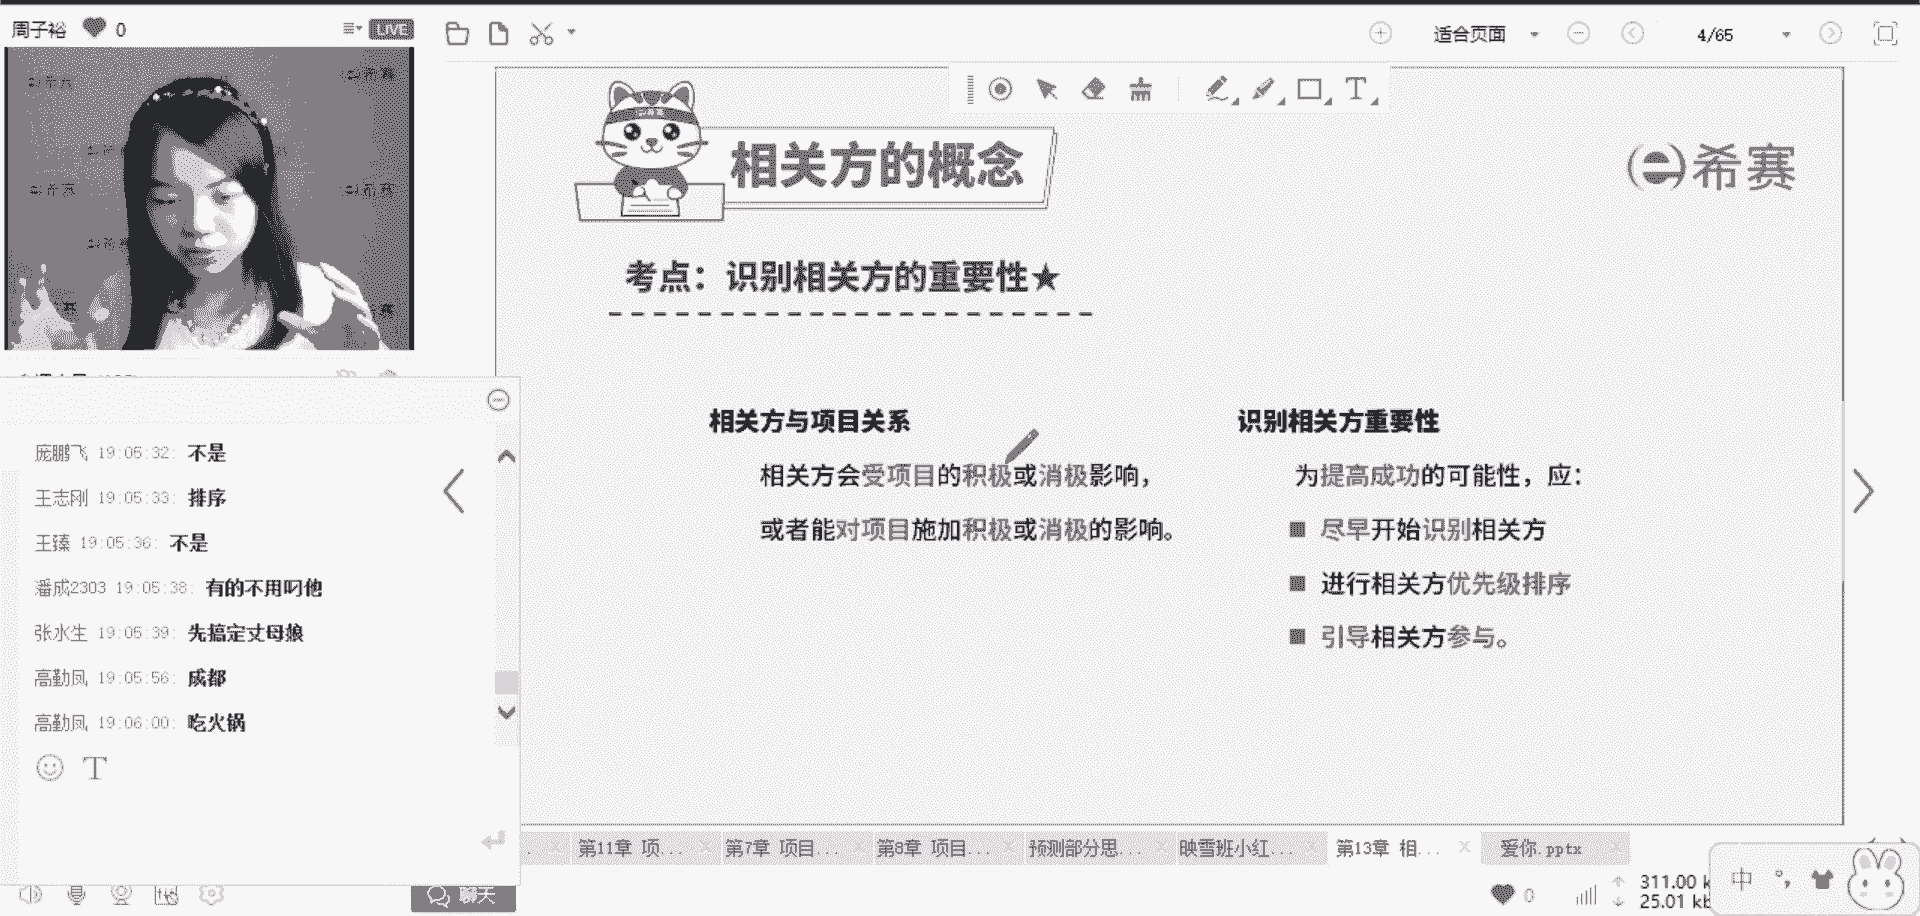 周子裕 0 LIVE
适合页面 4/65
希赛
希赛
希赛
T
相关方的概念
希赛
考点：识别相关方的重要性★
相关方与项目关系
相关方会受项目的积极或消极影响，
或者能对项目施加积极或消极的影响。
识别相关方重要性
为提高成功的可能性，应：
■ 尽早开始识别相关方
■ 进行相关方优先级排序
■ 引导相关方参与。
庞鹏飞 19:05:32: 不是
王志刚 19:05:33: 排序
王臻 19:05:36: 不是
潘成2303 19:05:38: 有的不用叼他
张水生 19:05:39: 先搞定丈母娘
高勤凤 19:05:56: 成都
高勤凤 19:06:00: 吃火锅
T
第11章 项... 第7章 项目... 第8章 项目... 预测部分思... 映雪班小红... 第13章 相... 爱你.pptx
聊天
0
311.00 k
25.01 kb
中